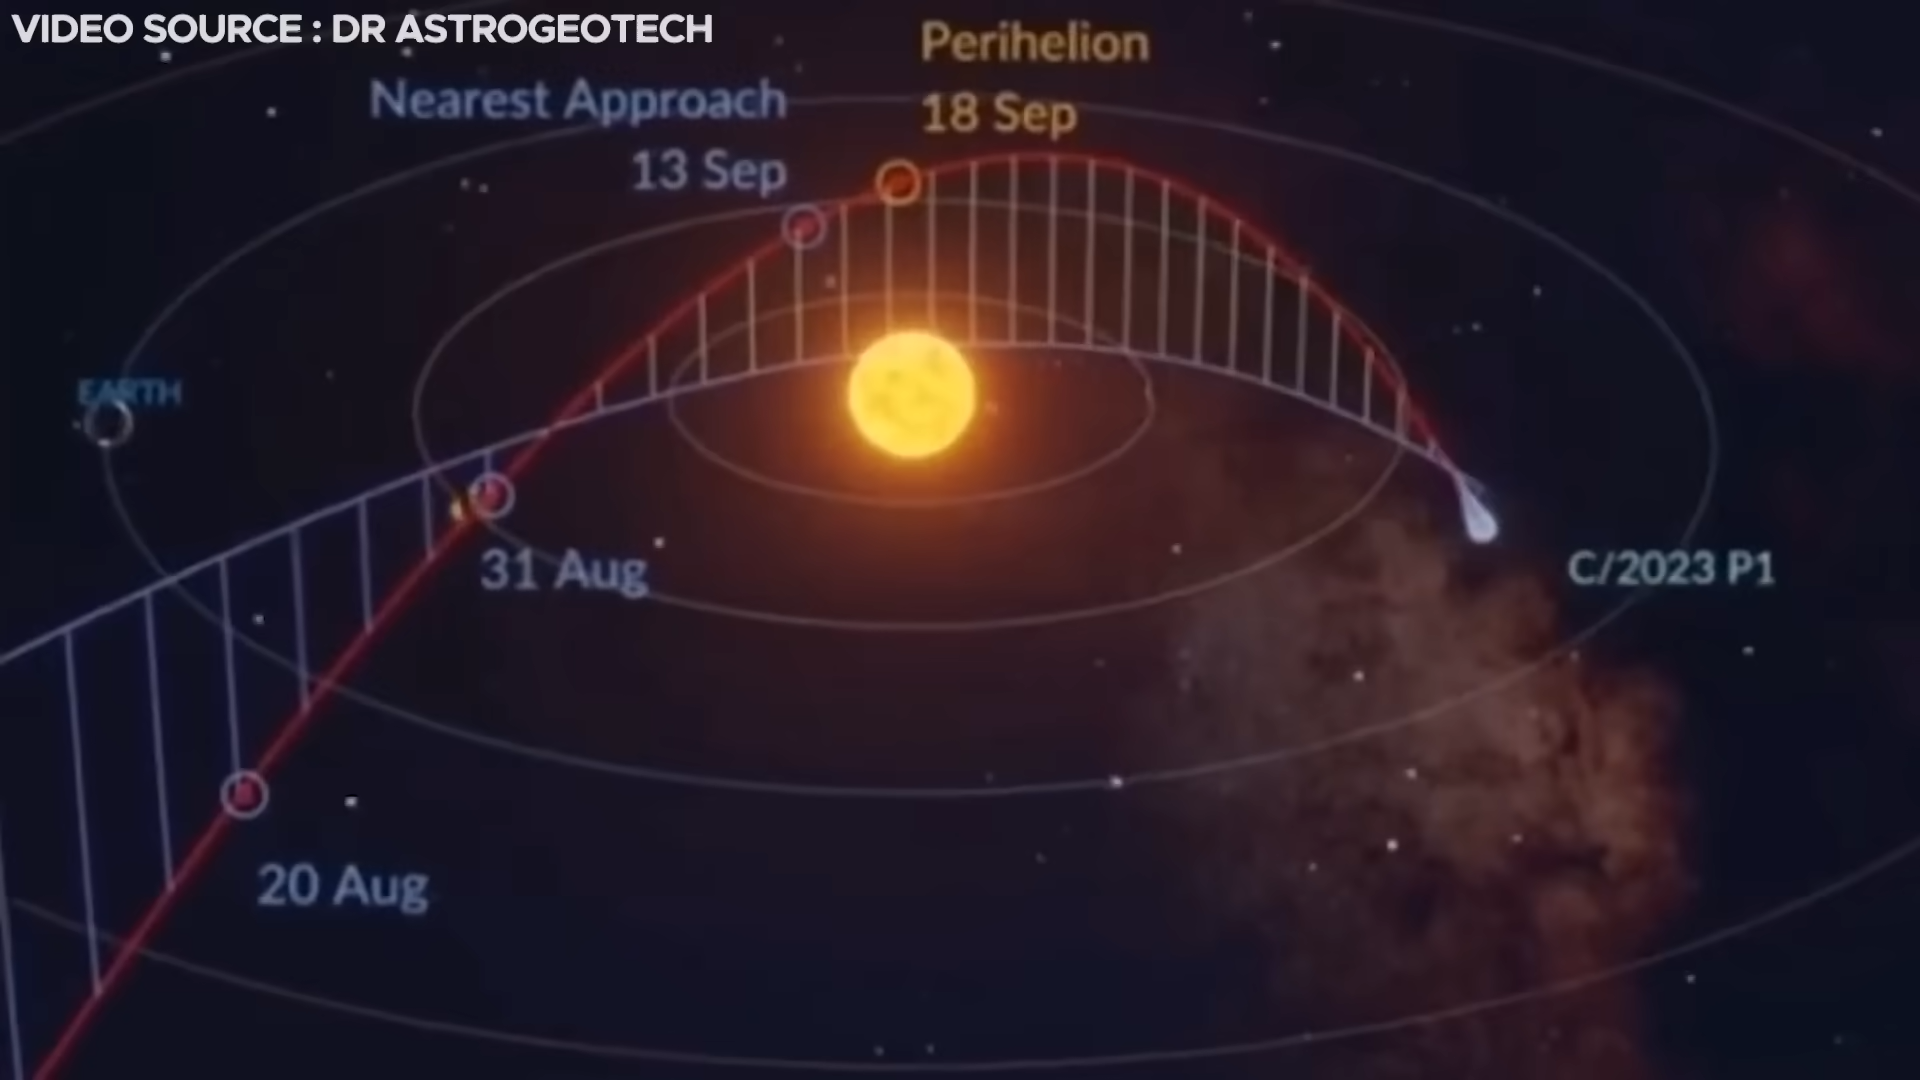 VIDEO SOURCE : DR ASTROGEOTECH
Perihelion
18 Sep
Nearest Approach
13 Sep
EARTH
31 Aug
C/2023 P1
20 Aug